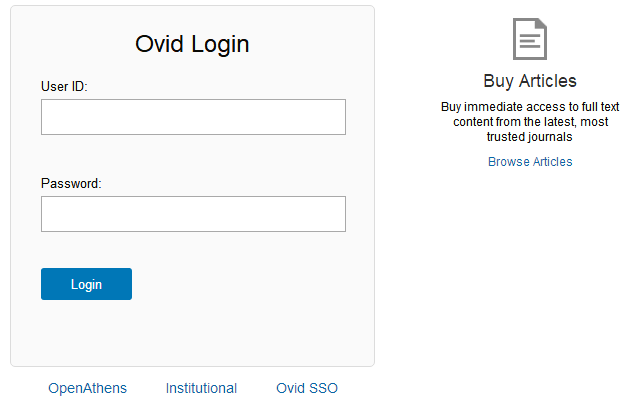 Ovid Login
User ID:
Password:
Login
OpenAthens
Institutional
Ovid SSO
Buy Articles
Buy immediate access to full text
content from the latest, most
trusted journals
Browse Articles